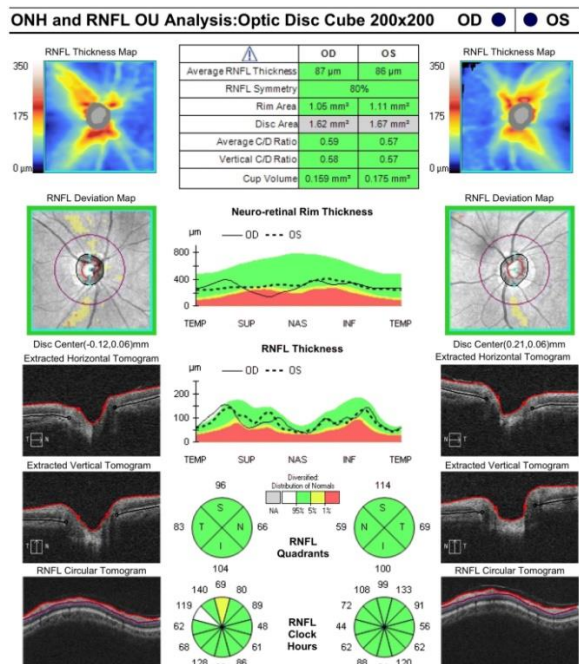 ONH and RNFL OU Analysis:Optic Disc Cube 200x200 OD OS
RNFL Thickness Map
350
175
0 µm
OD OS
Average RNFL Thickness 87 µm 86 µm
RNFL Symmetry 80%
Rim Area 1.05 mm² 1.11 mm²
Disc Area 1.62 mm² 1.67 mm²
Average C/D Ratio 0.59 0.57
Vertical C/D Ratio 0.58 0.57
Cup Volume 0.159 mm³ 0.175 mm³
RNFL Thickness Map
350
175
0 µm
RNFL Deviation Map
Disc Center(-0.12,0.06)mm
Neuro-retinal Rim Thickness
µm OD OS
800
400
0
TEMP SUP NAS INF TEMP
RNFL Deviation Map
Disc Center(0.21,0.06)mm
Extracted Horizontal Tomogram
T N
RNFL Thickness
µm OD OS
200
100
0
TEMP SUP NAS INF TEMP
Extracted Horizontal Tomogram
T N
Extracted Vertical Tomogram
T N
Diversified:
Distribution of Normals
NA 95% 5% 1%
96
S
83 T N 66
I
104
RNFL
Quadrants
114
S
59 N T 69
I
100
Extracted Vertical Tomogram
T N
RNFL Circular Tomogram
69
140 80
119 89
62 48
68 61
128 86
RNFL
Clock
Hours
99
108 133
72 91
44 56
62 62
88 120
RNFL Circular Tomogram